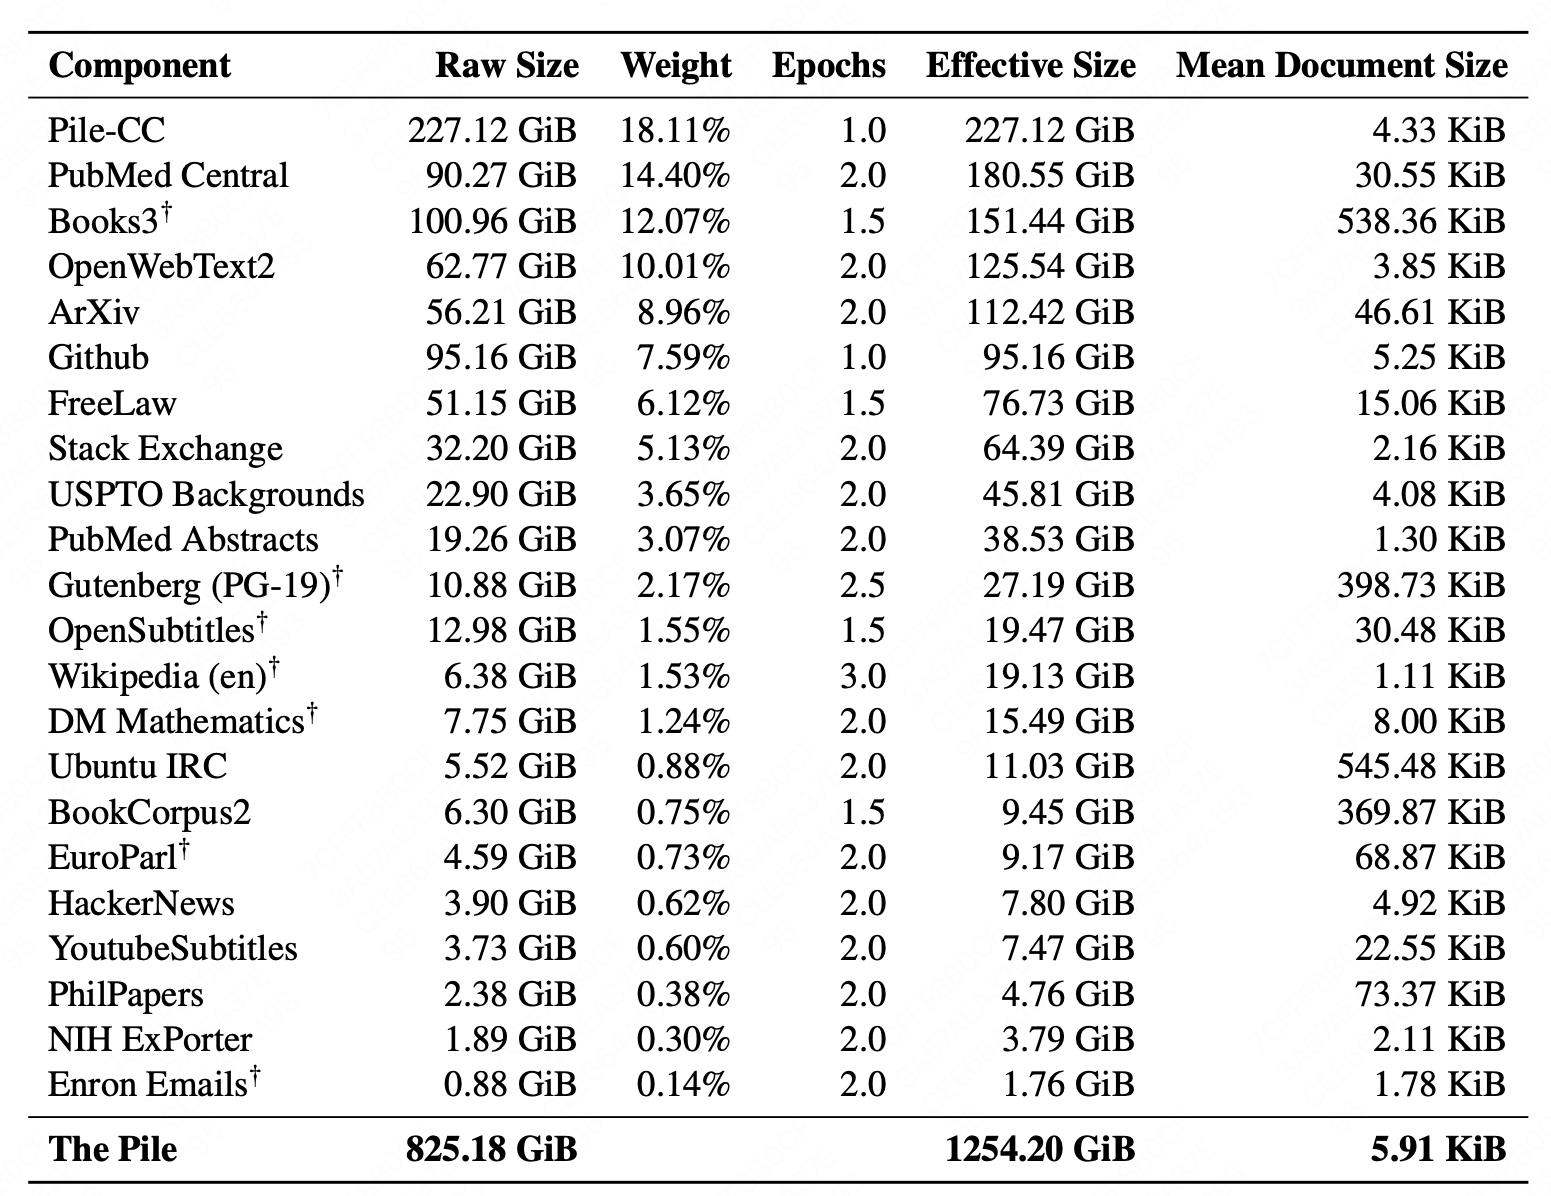 Component Raw Size Weight Epochs Effective Size Mean Document Size
Pile-CC 227.12 GiB 18.11% 1.0 227.12 GiB 4.33 KiB
PubMed Central 90.27 GiB 14.40% 2.0 180.55 GiB 30.55 KiB
Books3† 100.96 GiB 12.07% 1.5 151.44 GiB 538.36 KiB
OpenWebText2 62.77 GiB 10.01% 2.0 125.54 GiB 3.85 KiB
ArXiv 56.21 GiB 8.96% 2.0 112.42 GiB 46.61 KiB
Github 95.16 GiB 7.59% 1.0 95.16 GiB 5.25 KiB
FreeLaw 51.15 GiB 6.12% 1.5 76.73 GiB 15.06 KiB
Stack Exchange 32.20 GiB 5.13% 2.0 64.39 GiB 2.16 KiB
USPTO Backgrounds 22.90 GiB 3.65% 2.0 45.81 GiB 4.08 KiB
PubMed Abstracts 19.26 GiB 3.07% 2.0 38.53 GiB 1.30 KiB
Gutenberg (PG-19)† 10.88 GiB 2.17% 2.5 27.19 GiB 398.73 KiB
OpenSubtitles† 12.98 GiB 1.55% 1.5 19.47 GiB 30.48 KiB
Wikipedia (en)† 6.38 GiB 1.53% 3.0 19.13 GiB 1.11 KiB
DM Mathematics† 7.75 GiB 1.24% 2.0 15.49 GiB 8.00 KiB
Ubuntu IRC 5.52 GiB 0.88% 2.0 11.03 GiB 545.48 KiB
BookCorpus2 6.30 GiB 0.75% 1.5 9.45 GiB 369.87 KiB
EuroParl† 4.59 GiB 0.73% 2.0 9.17 GiB 68.87 KiB
HackerNews 3.90 GiB 0.62% 2.0 7.80 GiB 4.92 KiB
YoutubeSubtitles 3.73 GiB 0.60% 2.0 7.47 GiB 22.55 KiB
PhilPapers 2.38 GiB 0.38% 2.0 4.76 GiB 73.37 KiB
NIH ExPorter 1.89 GiB 0.30% 2.0 3.79 GiB 2.11 KiB
Enron Emails† 0.88 GiB 0.14% 2.0 1.76 GiB 1.78 KiB
The Pile 825.18 GiB 1254.20 GiB 5.91 KiB